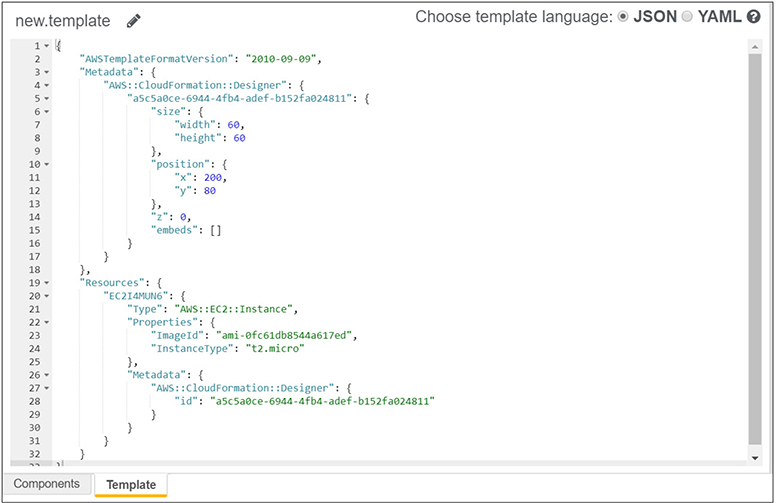 new.template
Choose template language: JSON YAML ?
1 {
2 "AWSTemplateFormatVersion": "2010-09-09",
3 "Metadata": {
4 "AWS::CloudFormation::Designer": {
5 "a5c5a0ce-6944-4fb4-adef-b152fa024811": {
6 "size": {
7 "width": 60,
8 "height": 60
9 },
10 "position": {
11 "x": 200,
12 "y": 80
13 },
14 "z": 0,
15 "embeds": []
16 }
17 }
18 },
19 "Resources": {
20 "EC2I4MUN6": {
21 "Type": "AWS::EC2::Instance",
22 "Properties": {
23 "ImageId": "ami-0fc61db8544a617ed",
24 "InstanceType": "t2.micro"
25 },
26 "Metadata": {
27 "AWS::CloudFormation::Designer": {
28 "id": "a5c5a0ce-6944-4fb4-adef-b152fa024811"
29 }
30 }
31 }
32 }
33 }
Components
Template